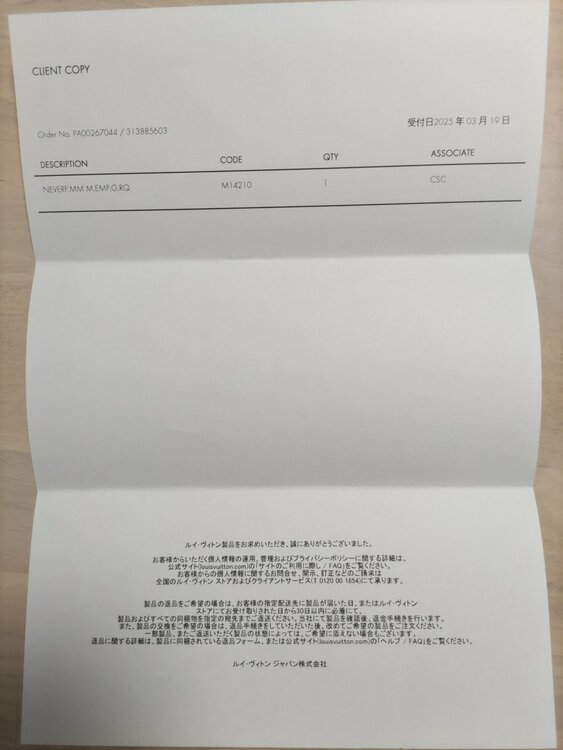 CLIENT COPY
Order No. PA00267044 / 313885603
受付日2025 年 03 月 19 日
DESCRIPTION CODE QTY ASSOCIATE
NEVERF.MM M.EMP.G.RQ M14210 1 CSC
ルイ・ヴィトン製品をお求めいただき、誠にありがとうございました。
お客様からいただく個人情報の運用、管理およびプライバシーポリシーに関する詳細は、
公式サイト(louisvuitton.com)の「サイトのご利用に際し / FAQ」をご覧ください。
お客様からの個人情報に関するお問合せ、開示、訂正などのご請求は
全国のルイ・ヴィトン ストアおよびクライアントサービス(T 0120 00 1854)にて承ります。
製品の返品をご希望の場合は、お客様の指定配送先に製品が届いた日、またはルイ・ヴィトン
ストアにてお受け取りされた日から30日以内に必着にて、
製品およびすべての同梱物を指定の宛先までご返送ください。当社にて製品を確認後、返金手続きを行います。
また、製品の交換をご希望の場合は、返品手続きをしていただいた後、改めてご希望の製品をご注文ください。
一部製品、またご返送いただく製品の状態によっては、ご希望に添えない場合もございます。
返品に関する詳細は、製品に同梱されている返品フォーム、または公式サイト(louisvuitton.com)の「ヘルプ / FAQ」をご覧ください。
ルイ・ヴィトン ジャパン株式会社